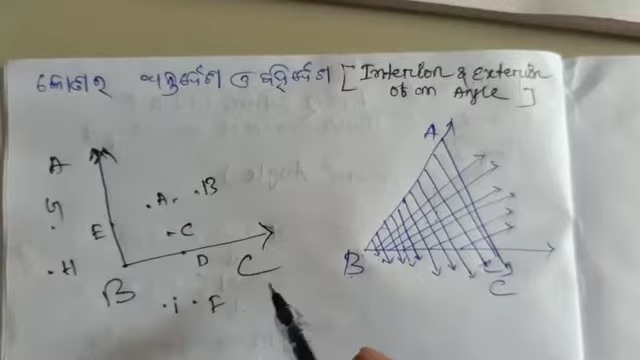 କୋଣର ଅନ୍ତର୍ଦେଶ ଓ ବହିର୍ଦେଶ [ Interior & exterior
of an Angle ]
A
A
.A. .B
.C
E
D
C
B
.H
.i .F
B
C